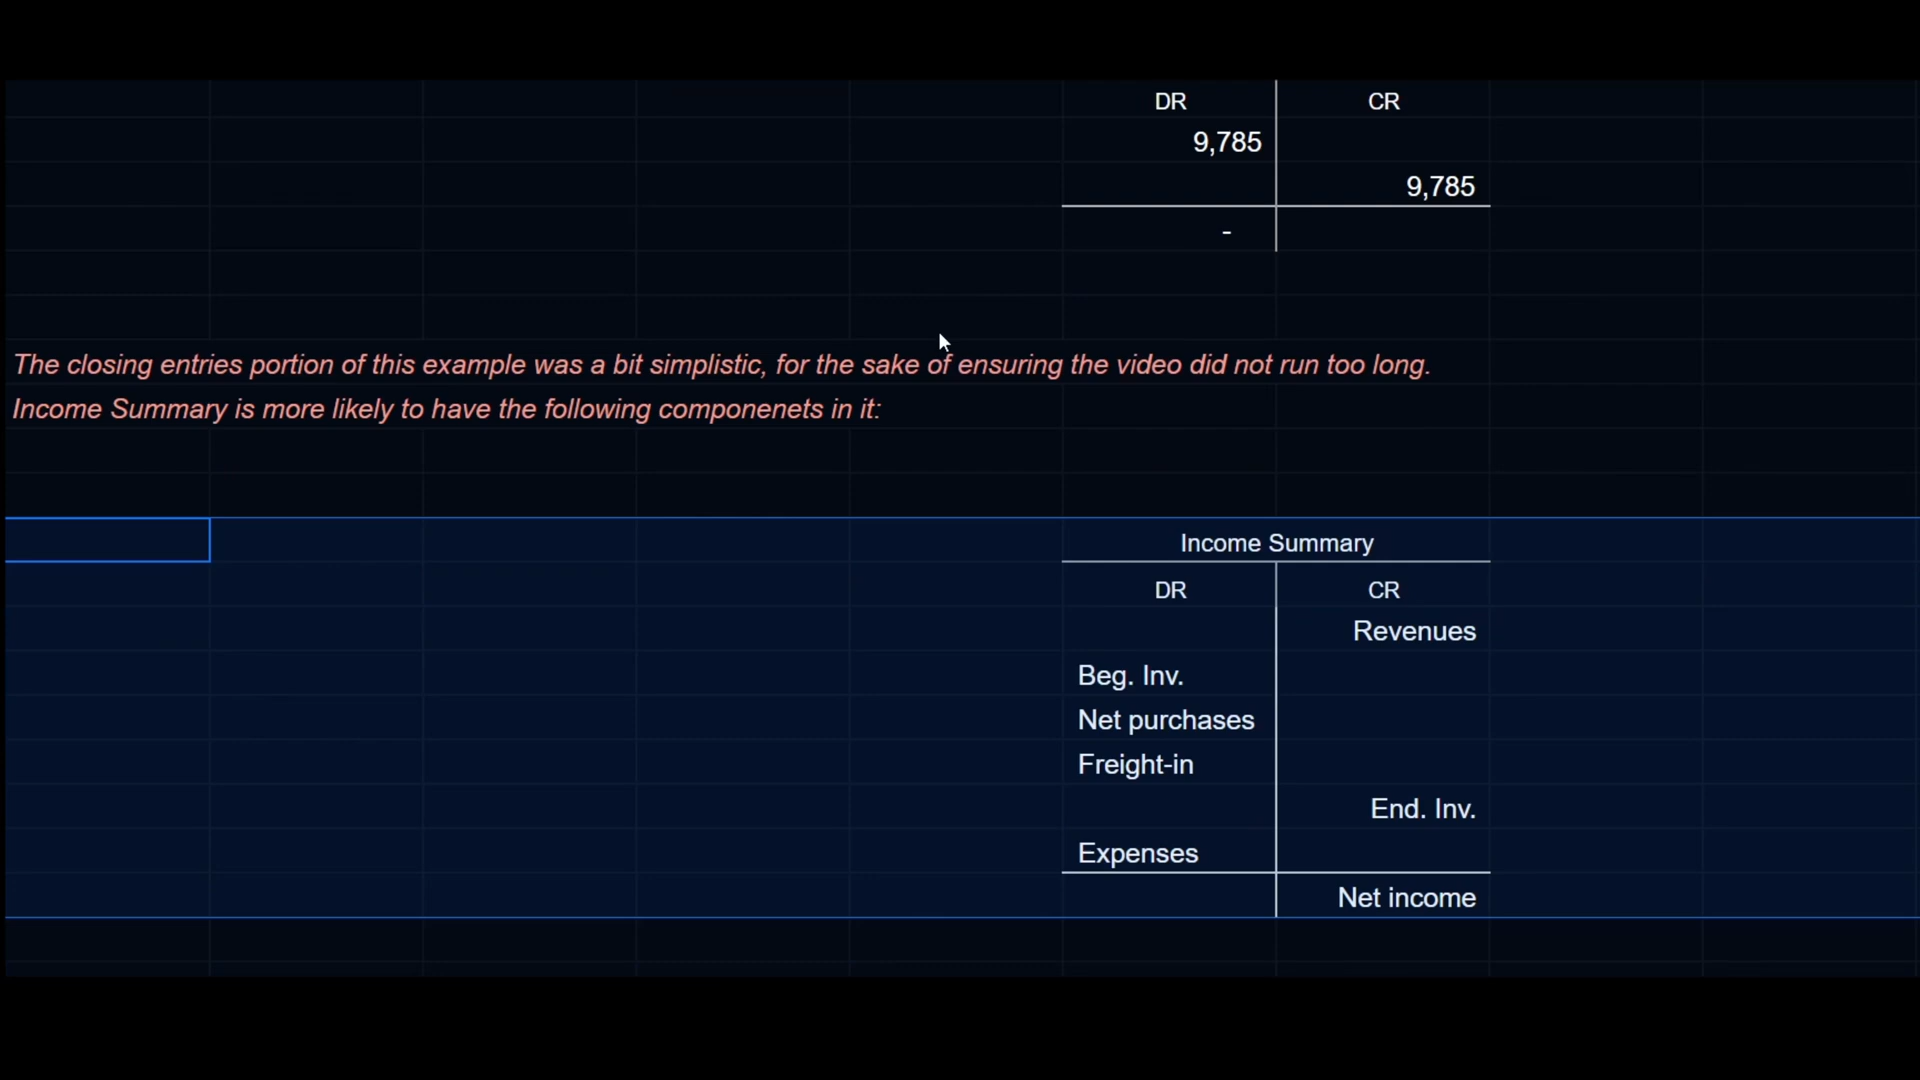 DR CR
9,785
9,785
-
The closing entries portion of this example was a bit simplistic, for the sake of ensuring the video did not run too long.
Income Summary is more likely to have the following componenets in it:
Income Summary
DR CR
Revenues
Beg. Inv.
Net purchases
Freight-in
End. Inv.
Expenses
Net income